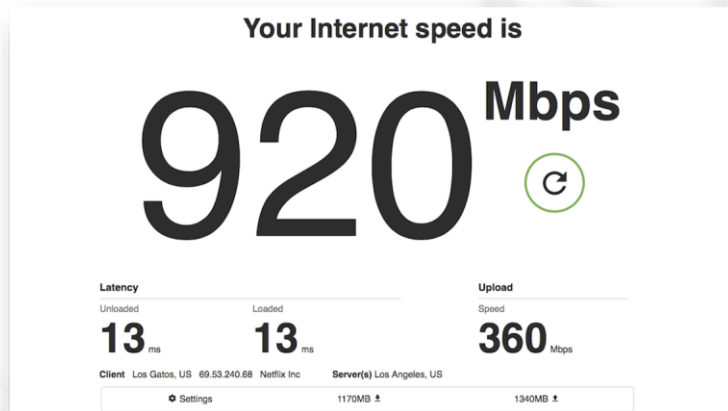 Your Internet speed is
920 Mbps
Latency
Upload
Unloaded
Loaded
Speed
13 ms
13 ms
360 Mbps
Client Los Gatos, US 69.53.240.68 Netflix Inc Server(s) Los Angeles, US
Settings 1170MB 1340MB